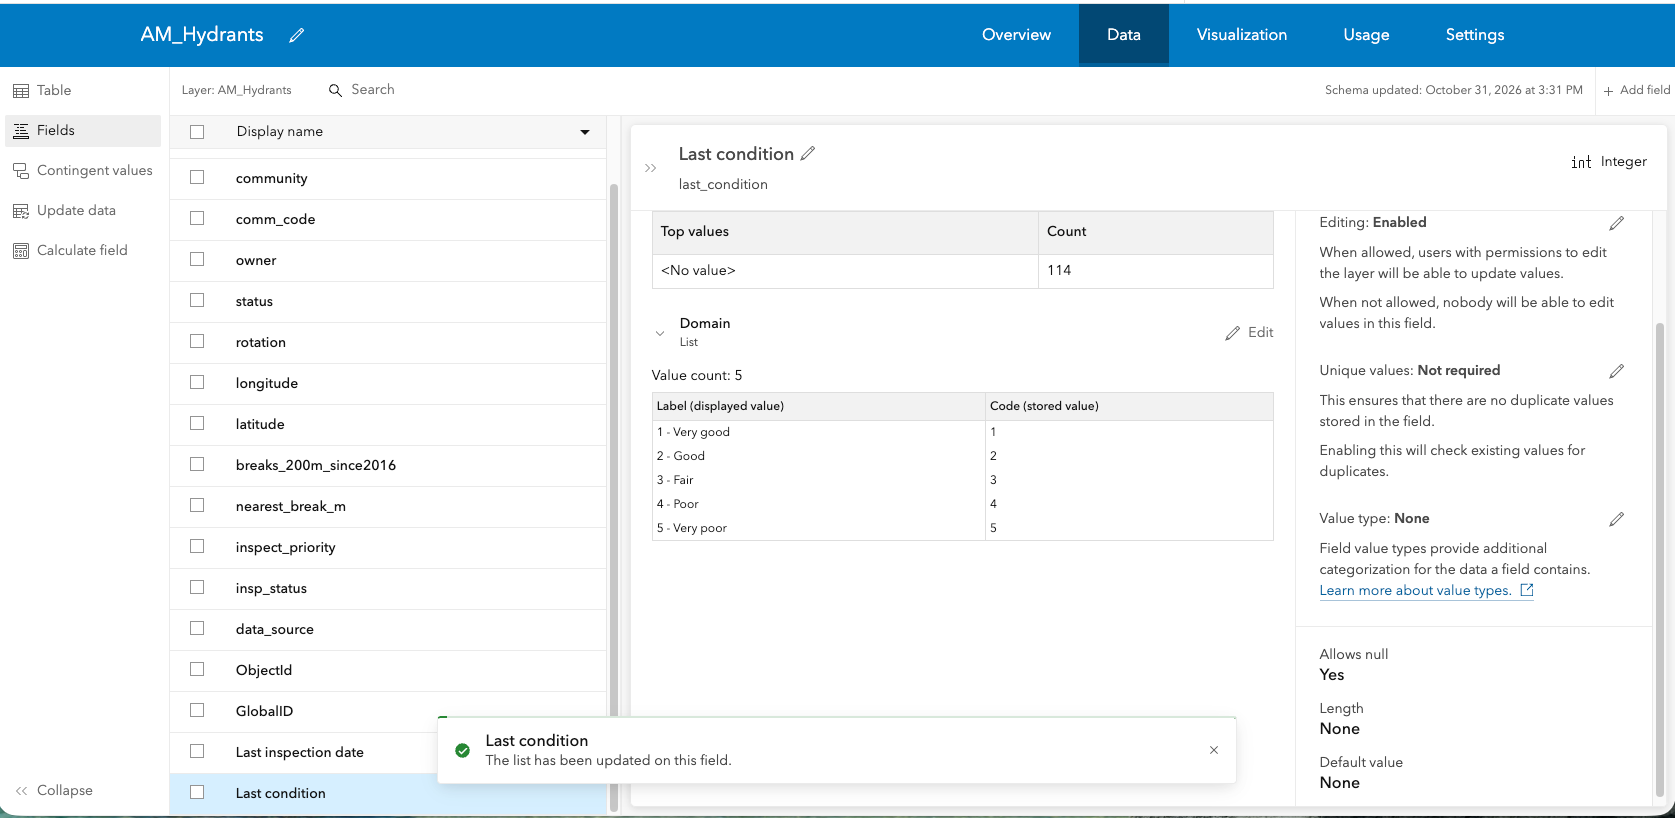 AM_Hydrants
Overview
Data
Visualization
Usage
Settings
Table
Fields
Contingent values
Update data
Calculate field
Collapse
Layer: AM_Hydrants
Search
Schema updated: October 31, 2026 at 3:31 PM
Add field
Display name
community
comm_code
owner
status
rotation
longitude
latitude
breaks_200m_since2016
nearest_break_m
inspect_priority
insp_status
data_source
ObjectId
GlobalID
Last inspection date
Last condition
Last condition
last_condition
int Integer
Top values Count
<No value> 114
Domain
List
Edit
Value count: 5
Label (displayed value) Code (stored value)
1 - Very good 1
2 - Good 2
3 - Fair 3
4 - Poor 4
5 - Very poor 5
Editing: Enabled
When allowed, users with permissions to edit
the layer will be able to update values.
When not allowed, nobody will be able to edit
values in this field.
Unique values: Not required
This ensures that there are no duplicate values
stored in the field.
Enabling this will check existing values for
duplicates.
Value type: None
Field value types provide additional
categorization for the data a field contains.
Learn more about value types.
Allows null
Yes
Length
None
Default value
None
Last condition
The list has been updated on this field.